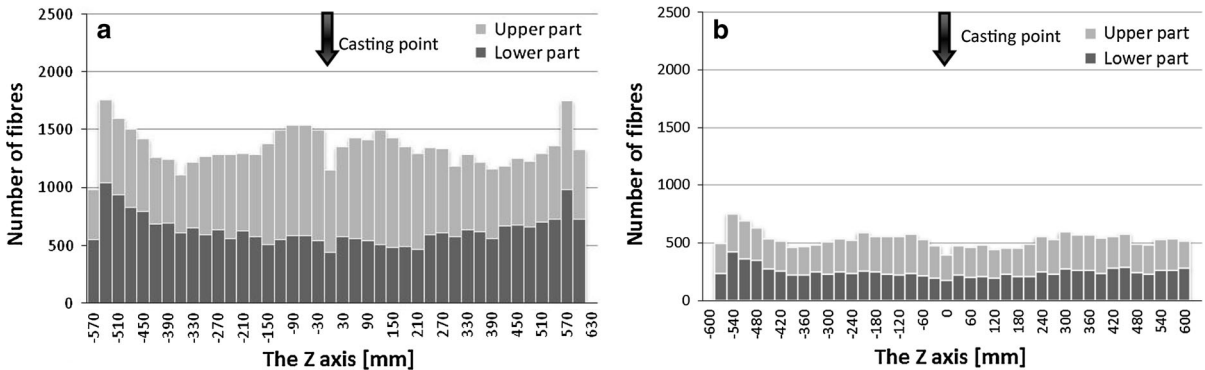 a
Casting point
Upper part
Lower part
Number of fibres
2500
2000
1500
1000
500
0
-570 -510 -450 -390 -330 -270 -210 -150 -90 -30 30 90 150 210 270 330 390 450 510 570 630
The Z axis [mm]
b
Casting point
Upper part
Lower part
Number of fibres
2500
2000
1500
1000
500
0
-600 -540 -480 -420 -360 -300 -240 -180 -120 -60 0 60 120 180 240 300 360 420 480 540 600
The Z axis [mm]